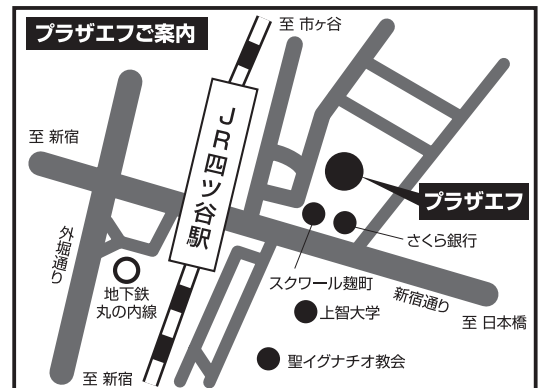 プラザエフご案内
至 市ヶ谷
JR四ツ谷駅
至 新宿
プラザエフ
さくら銀行
外堀通り
地下鉄
丸の内線
スクワール麹町
新宿通り
上智大学
至 日本橋
聖イグナチオ教会
至 新宿